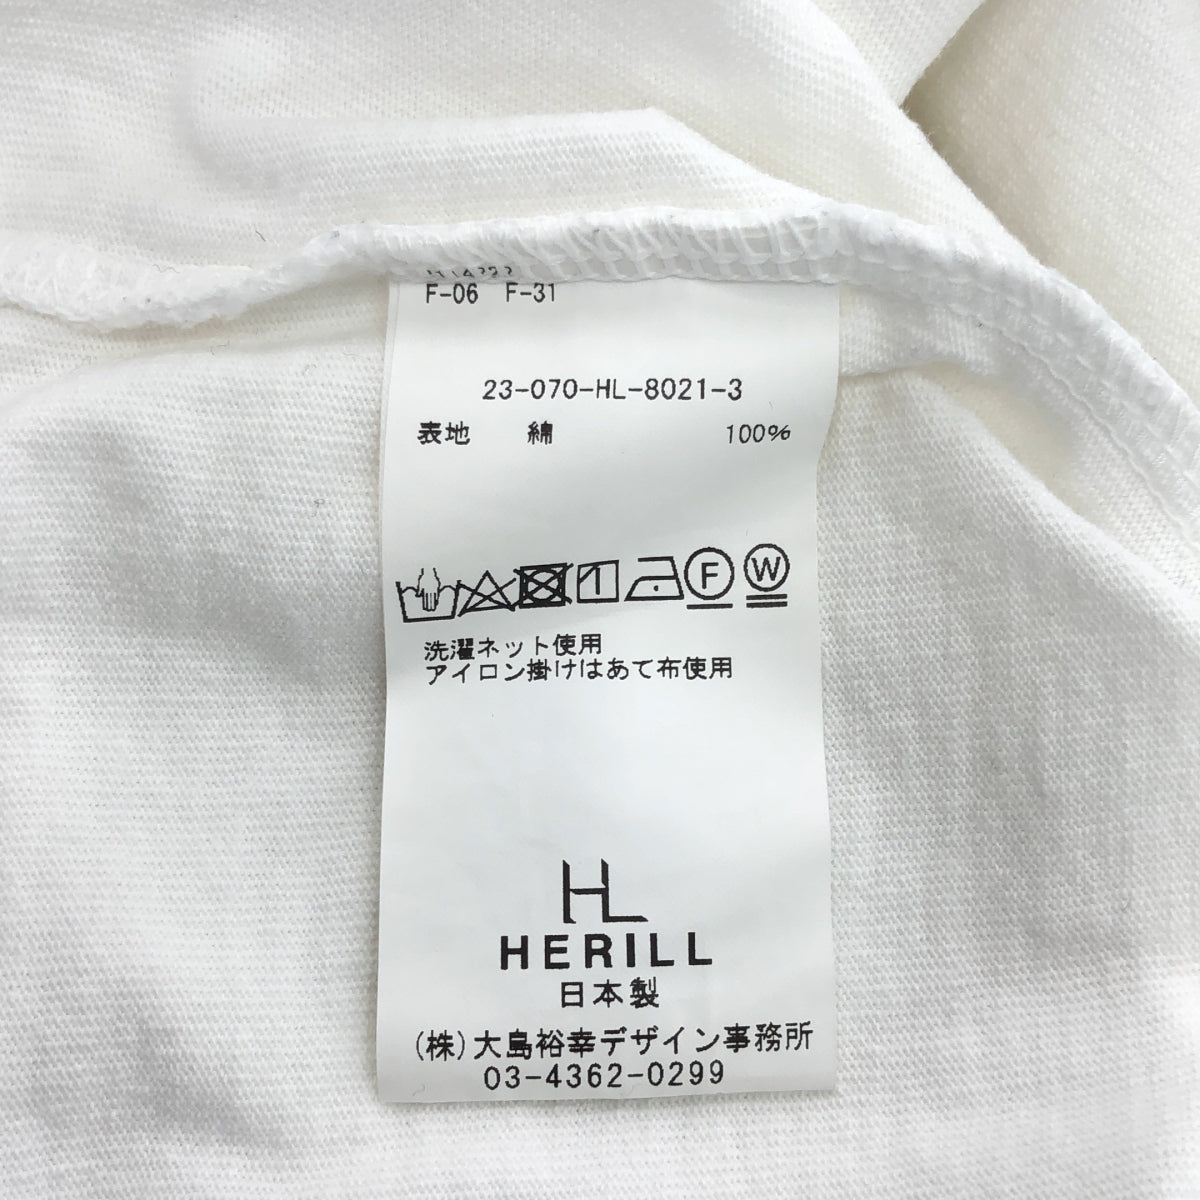 F-06 F-31
23-070-HL-8021-3
表地 綿 100%
F W
洗濯ネット使用
アイロン掛けはあて布使用
HL
HERILL
日本製
(株)大島裕幸デザイン事務所
03-4362-0299